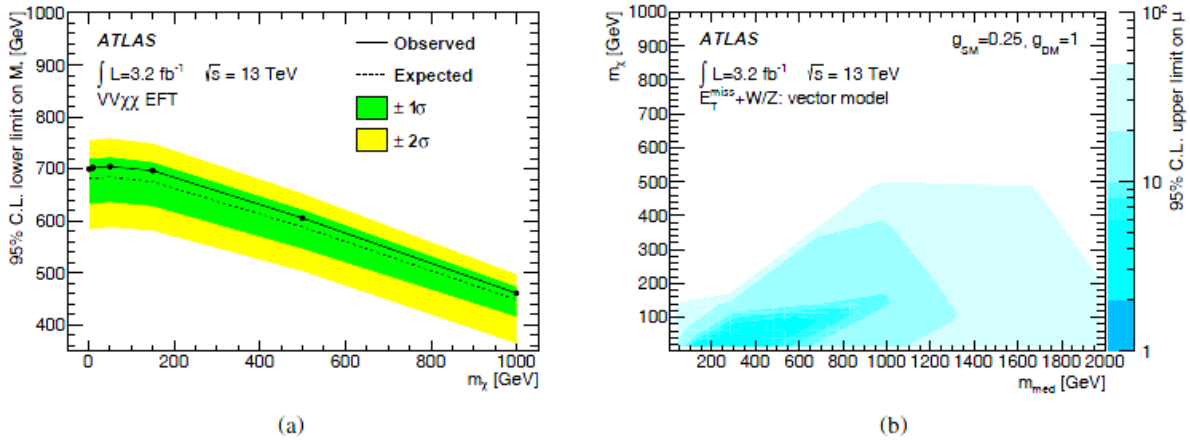 95% C.L. lower limit on M* [GeV]
1000
900
800
700
600
500
400
ATLAS
∫ L=3.2 fb⁻¹ √s = 13 TeV
VVχχ EFT
Observed
Expected
± 1σ
± 2σ
0 200 400 600 800 1000
m_χ [GeV]
(a)
m_χ [GeV]
1000
900
800
700
600
500
400
300
200
100
ATLAS
g_SM=0.25, g_DM=1
∫ L=3.2 fb⁻¹ √s = 13 TeV
E_T^miss+W/Z: vector model
200 400 600 800 1000 1200 1400 1600 1800 2000
m_med [GeV]
10²
10
1
95% C.L. upper limit on μ
(b)